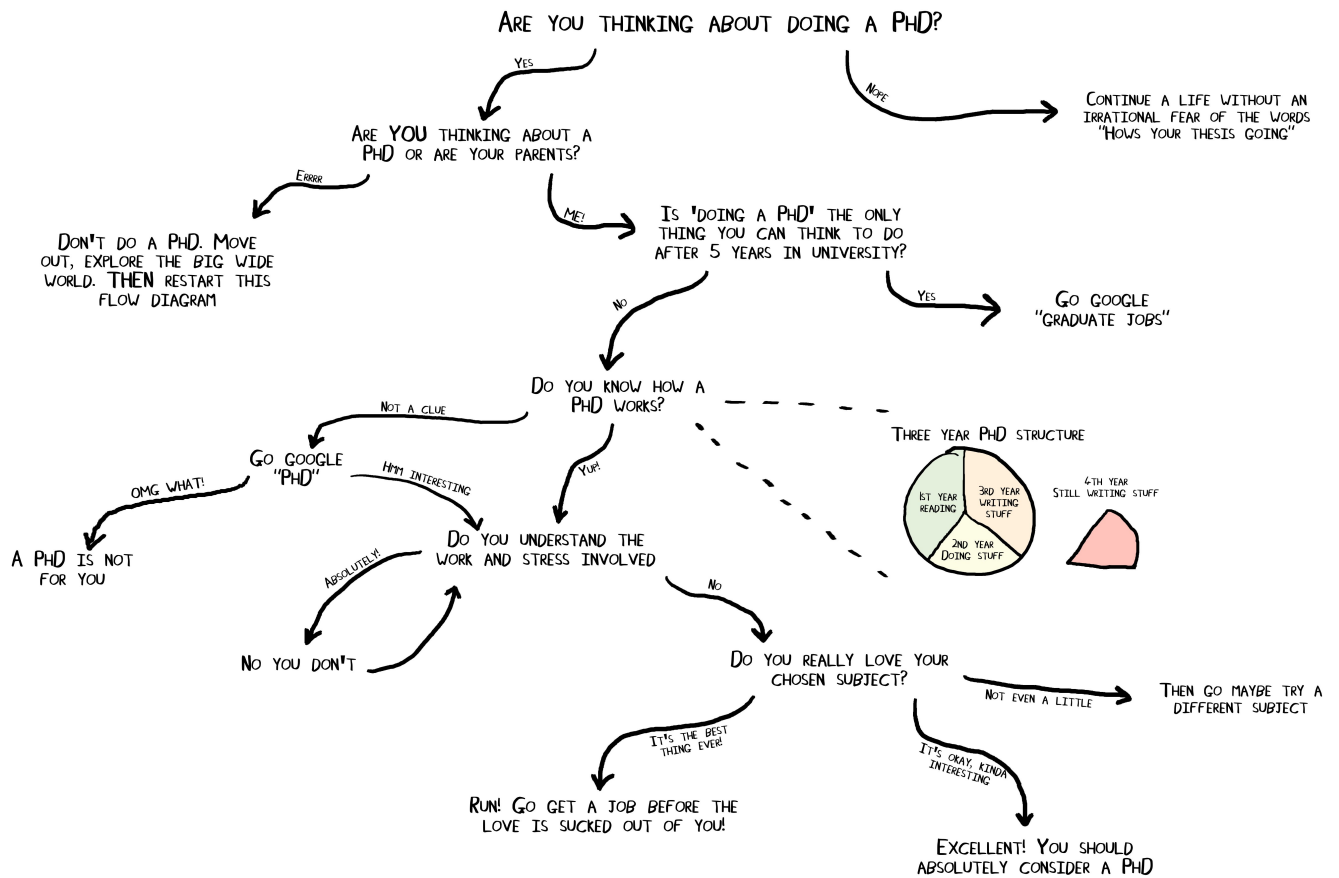 ARE YOU THINKING ABOUT DOING A PHD?
YES
NOPE
CONTINUE A LIFE WITHOUT AN
IRRATIONAL FEAR OF THE WORDS
"HOWS YOUR THESIS GOING"
ARE YOU THINKING ABOUT A
PHD OR ARE YOUR PARENTS?
ERRRR
ME!
DON'T DO A PHD. MOVE
OUT, EXPLORE THE BIG WIDE
WORLD. THEN RESTART THIS
FLOW DIAGRAM
IS 'DOING A PHD' THE ONLY
THING YOU CAN THINK TO DO
AFTER 5 YEARS IN UNIVERSITY?
NO
YES
GO GOOGLE
"GRADUATE JOBS"
DO YOU KNOW HOW A
PHD WORKS?
NOT A CLUE
YUP!
GO GOOGLE
"PHD"
OMG WHAT!
HMM INTERESTING
A PHD IS NOT
FOR YOU
THREE YEAR PHD STRUCTURE
1ST YEAR
READING
3RD YEAR
WRITING
STUFF
2ND YEAR
DOING STUFF
4TH YEAR
STILL WRITING STUFF
DO YOU UNDERSTAND THE
WORK AND STRESS INVOLVED
ABSOLUTELY!
NO
NO YOU DON'T
DO YOU REALLY LOVE YOUR
CHOSEN SUBJECT?
NOT EVEN A LITTLE
THEN GO MAYBE TRY A
DIFFERENT SUBJECT
IT'S THE BEST
THING EVER!
IT'S OKAY, KINDA
INTERESTING
RUN! GO GET A JOB BEFORE THE
LOVE IS SUCKED OUT OF YOU!
EXCELLENT! YOU SHOULD
ABSOLUTELY CONSIDER A PHD